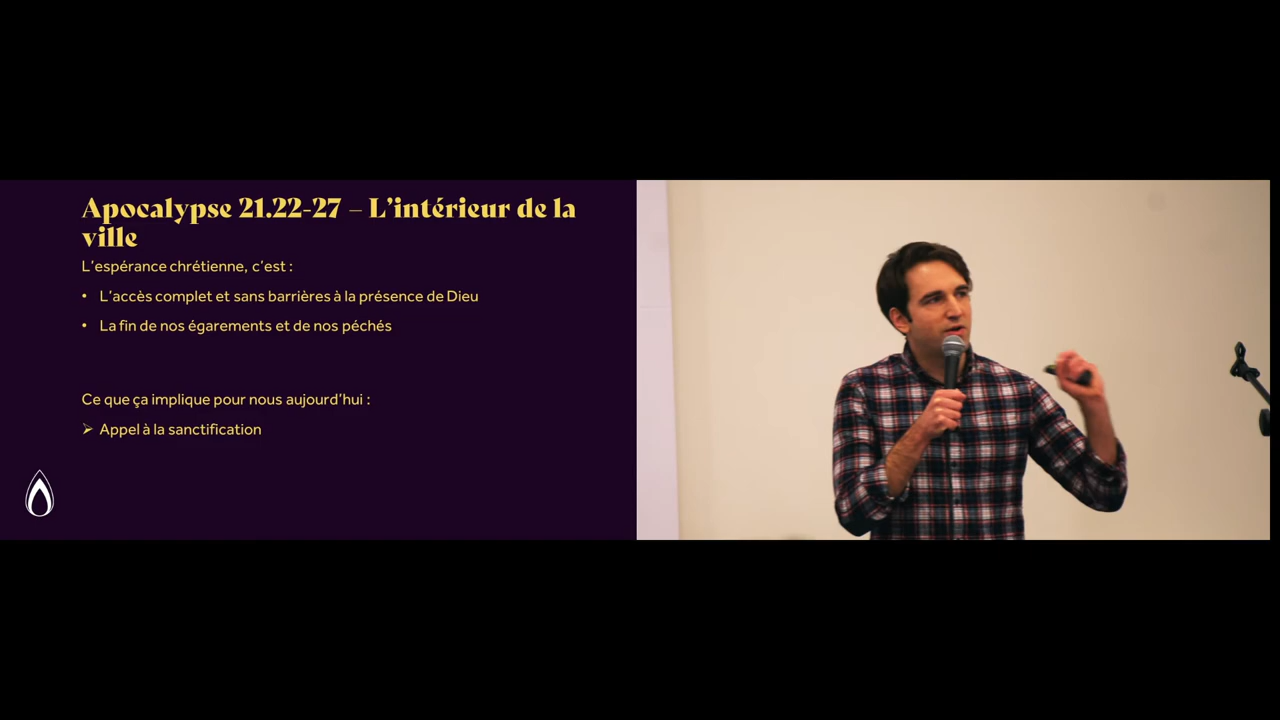 Apocalypse 21.22-27 – L'intérieur de la
ville
L'espérance chrétienne, c'est :
• L'accès complet et sans barrières à la présence de Dieu
• La fin de nos égarements et de nos péchés
Ce que ça implique pour nous aujourd'hui :
➢ Appel à la sanctification